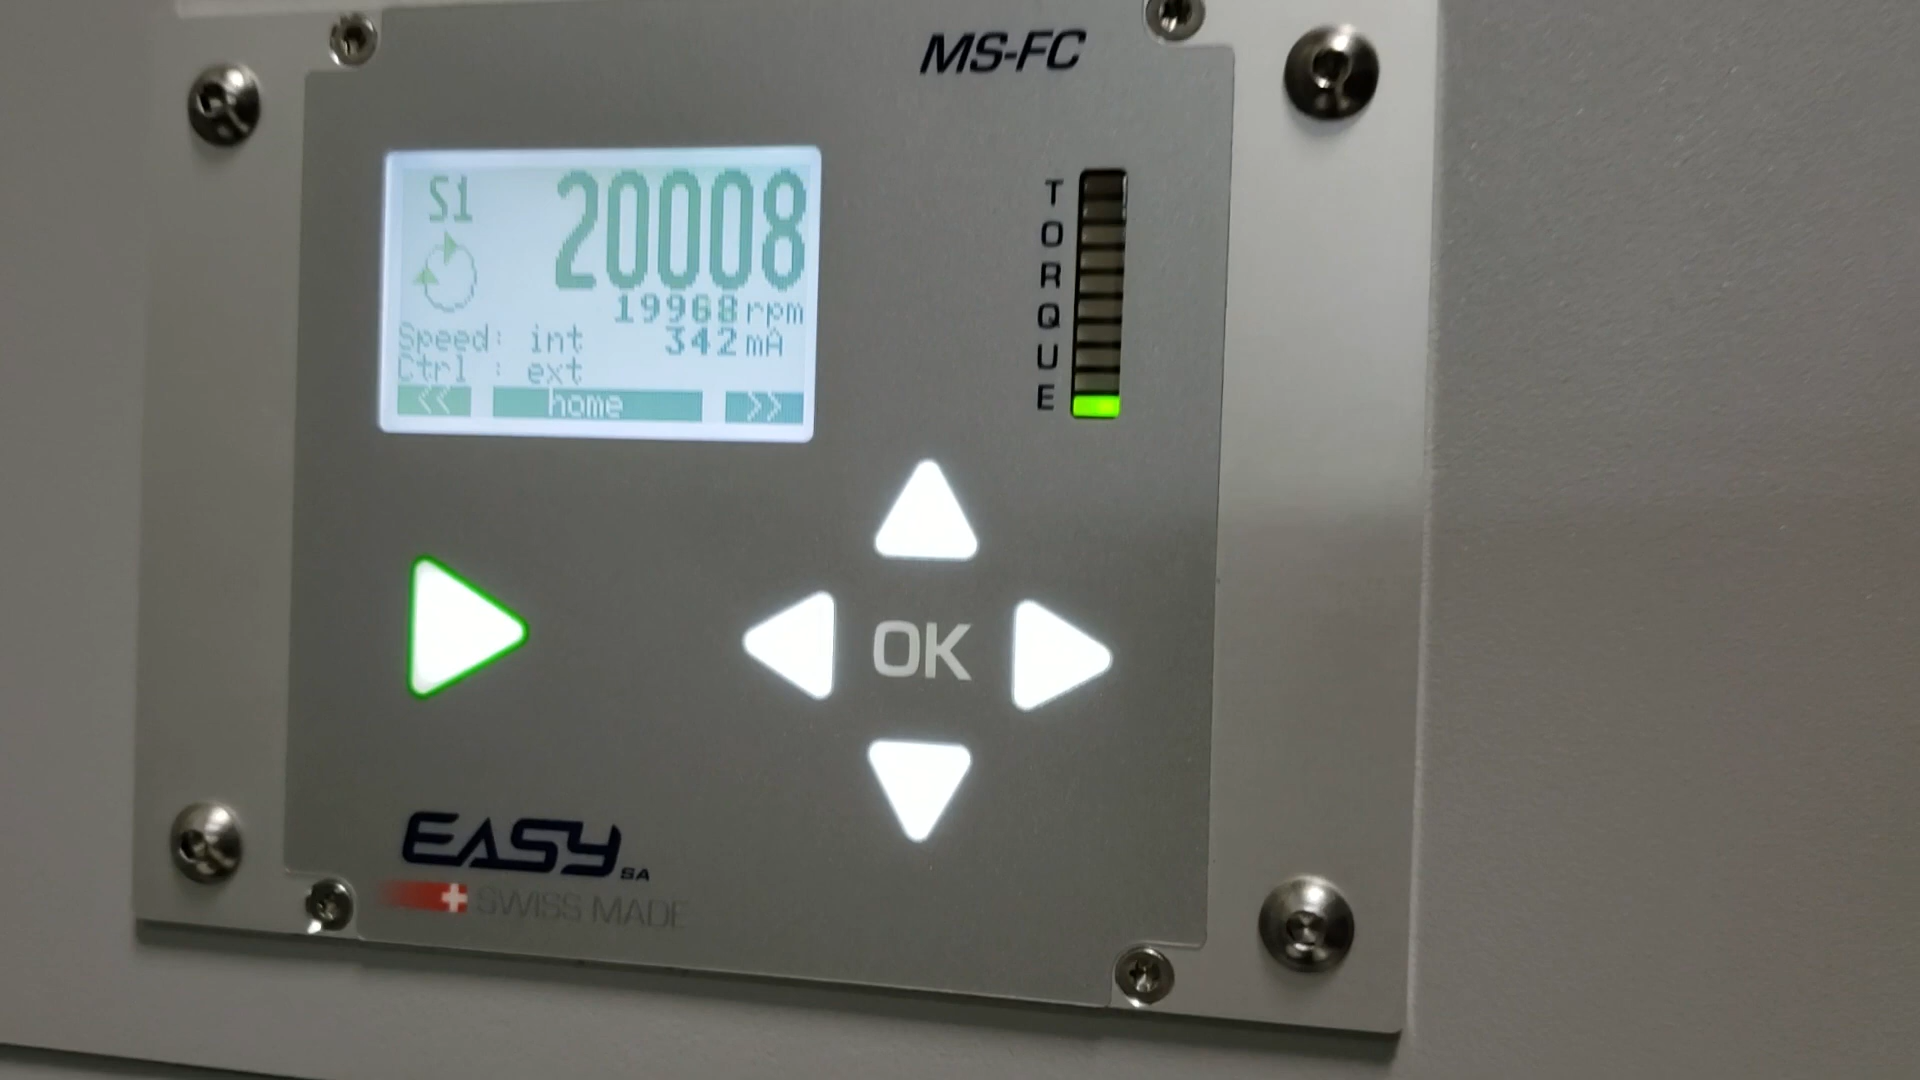 MS-FC
S1 20008
19968 rpm
Speed: int 342 mA
Ctrl : ext
<< home >>
TORQUE
OK
EASY SA
SWISS MADE